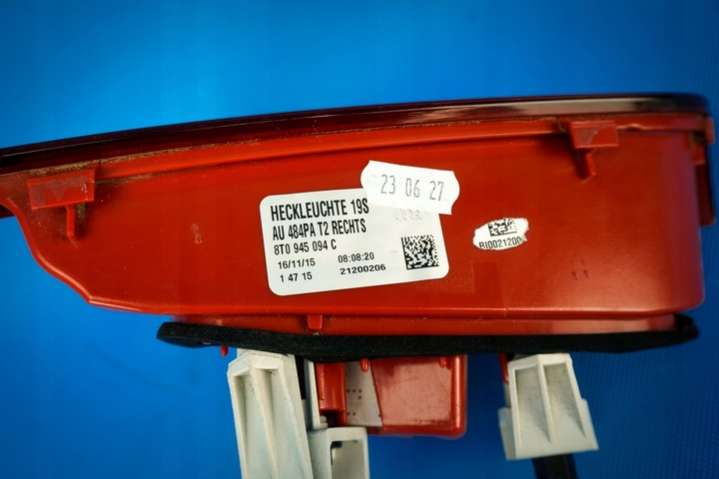 23 06 27
HECKLEUCHTE 19S
AU 484PA T2 RECHTS
8T0 945 094 C
16/11/15 08:08:20
1 47 15 21200206
BI0021200